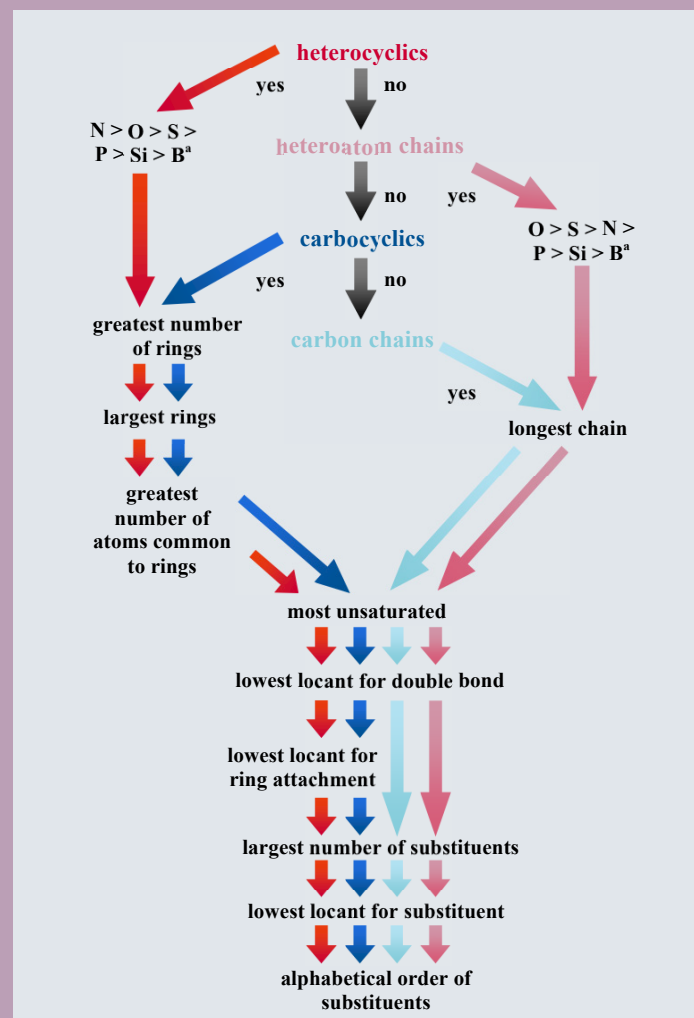 heterocyclics
yes
no
N > O > S >
P > Si > Bᵃ
heteroatom chains
no
yes
O > S > N >
P > Si > Bᵃ
carbocyclics
yes
no
greatest number
of rings
carbon chains
yes
largest rings
longest chain
greatest
number of
atoms common
to rings
most unsaturated
lowest locant for double bond
lowest locant for
ring attachment
largest number of substituents
lowest locant for substituent
alphabetical order of
substituents